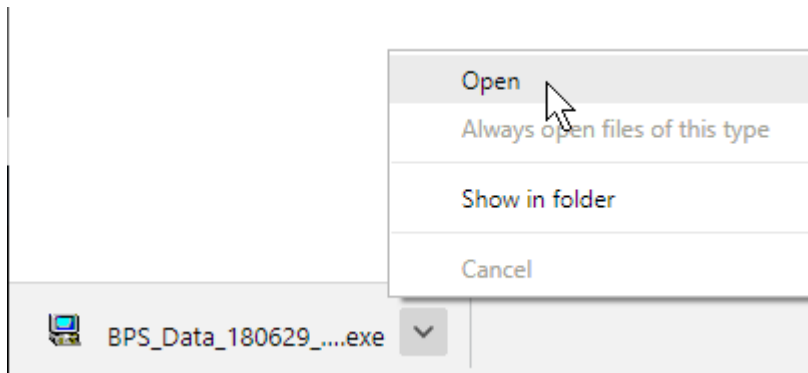 Open
Always open files of this type
Show in folder
Cancel
BPS_Data_180629_....exe